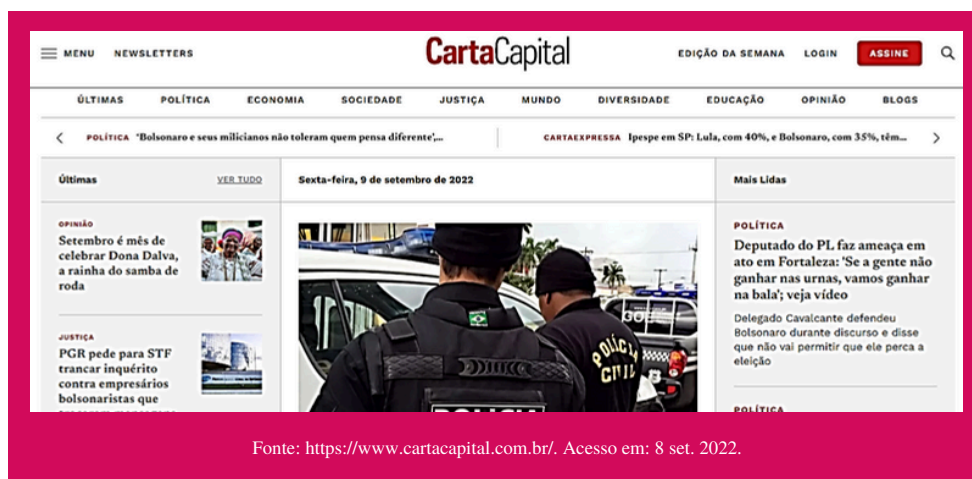 MENU NEWSLETTERS CartaCapital EDIÇÃO DA SEMANA LOGIN ASSINE
ÚLTIMAS POLÍTICA ECONOMIA SOCIEDADE JUSTIÇA MUNDO DIVERSIDADE EDUCAÇÃO OPINIÃO BLOGS
POLÍTICA 'Bolsonaro e seus milicianos não toleram quem pensa diferente',... CARTAEXPRESSA Ipespe em SP: Lula, com 40%, e Bolsonaro, com 35%, têm...
Últimas VER TUDO
OPINIÃO
Setembro é mês de
celebrar Dona Dalva,
a rainha do samba de
roda
JUSTIÇA
PGR pede para STF
trancar inquérito
contra empresários
bolsonaristas que
Sexta-feira, 9 de setembro de 2022
POLÍCIA
CIVIL
POLÍCIA
Mais Lidas
POLÍTICA
Deputado do PL faz
ameaça em
ato em Fortaleza: 'Se a gente não
ganhar nas urnas, vamos ganhar
na bala'; veja vídeo
Delegado Cavalcante defendeu
Bolsonaro durante discurso e disse
que não vai permitir que ele perca a
eleição
POLÍTICA
Fonte: https://www.cartacapital.com.br/. Acesso em: 8 set. 2022.